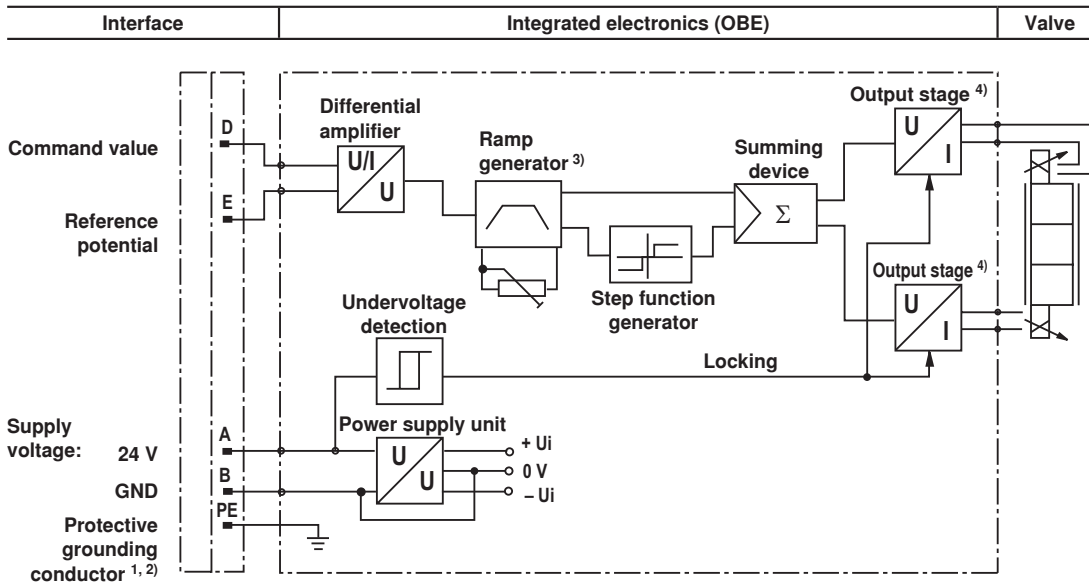 Interface
Integrated electronics (OBE)
Valve
Command value
D
Reference
potential
E
Differential
amplifier
U/I
U
Ramp
generator 3)
Step function
generator
Summing
device
Σ
Output stage 4)
U
I
Output stage 4)
U
I
Undervoltage
detection
Locking
Supply
voltage:
24 V
A
GND
B
Protective
grounding
conductor 1, 2)
PE
Power supply unit
U
U
+ Ui
0 V
– Ui